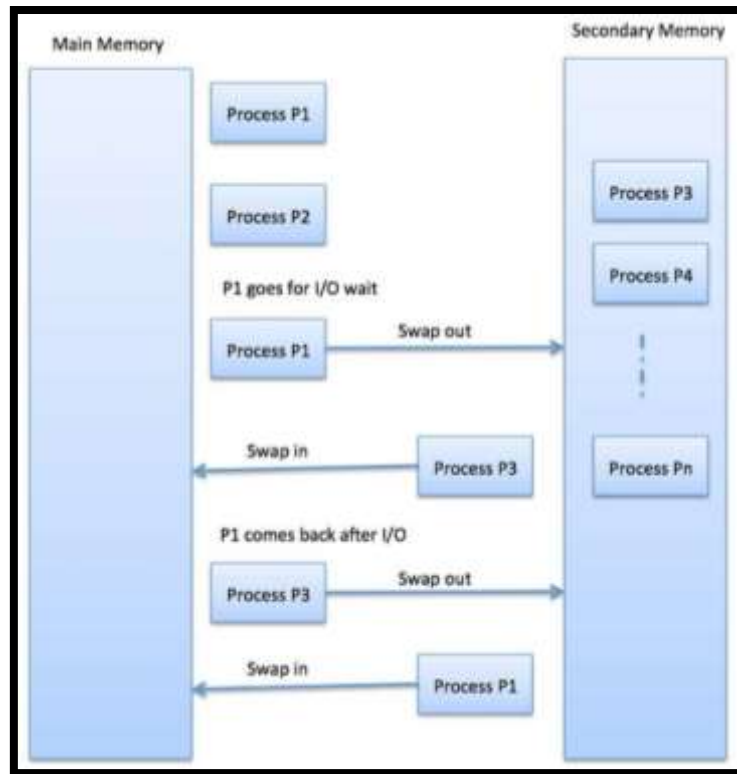 Main Memory
Secondary Memory
Process P1
Process P3
Process P2
Process P4
P1 goes for I/O wait
Process P1
Swap out
Swap in
Process P3
Process Pn
P1 comes back after I/O
Process P3
Swap out
Swap in
Process P1